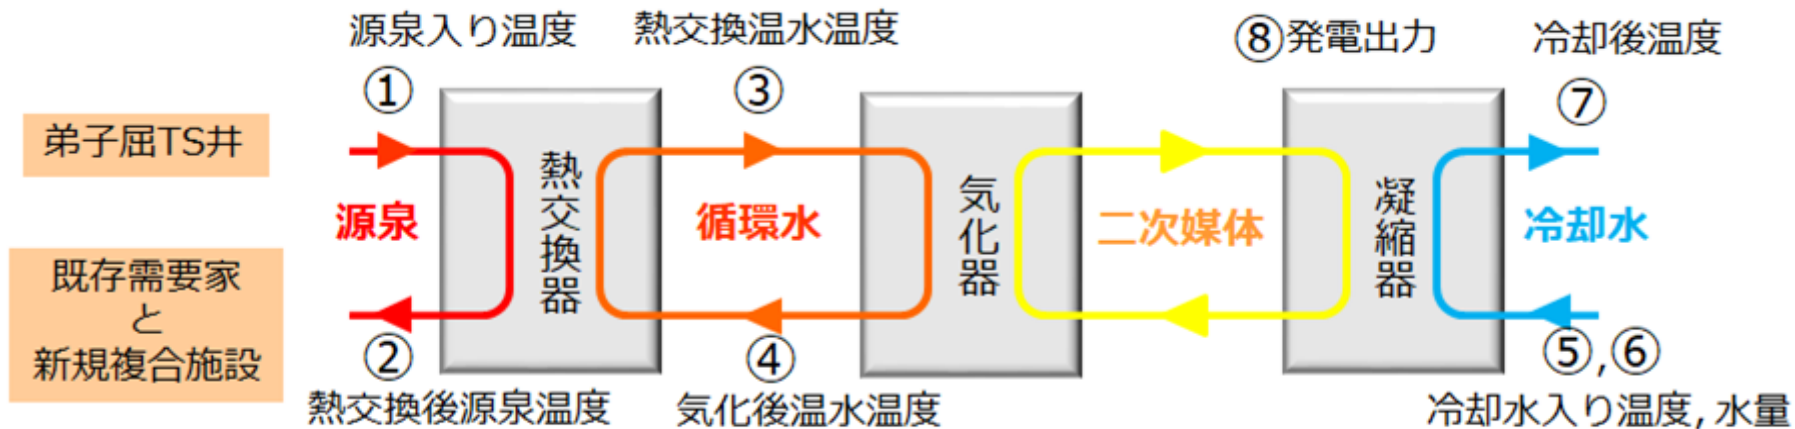 源泉入り温度
熱交換温水温度
⑧発電出力
冷却後温度
①
③
⑦
弟子屈TS井
熱交換器
気化器
凝縮器
源泉
循環水
二次媒体
冷却水
既存需要家
と
新規複合施設
②
④
⑤,⑥
熱交換後源泉温度
気化後温水温度
冷却水入り温度, 水量